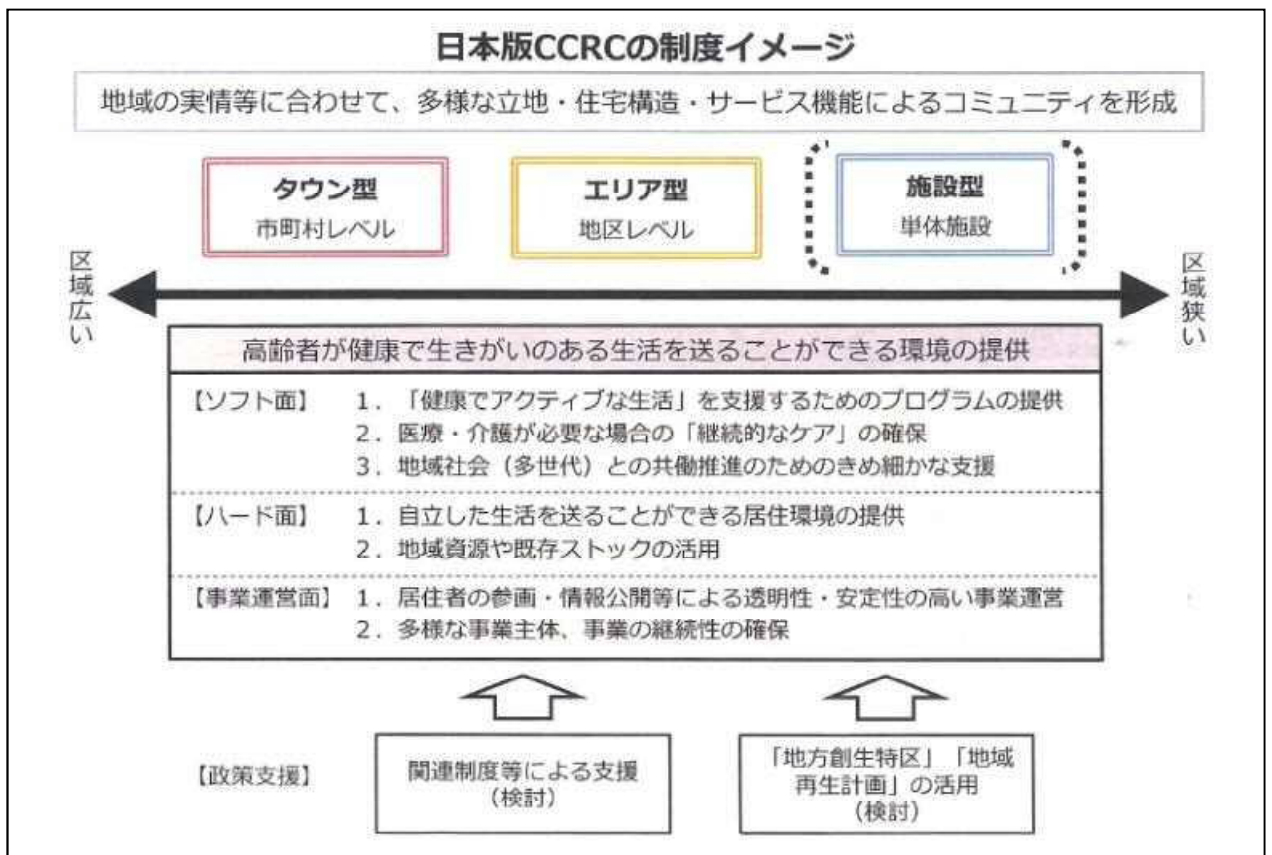 日本版CCRCの制度イメージ
地域の実情等に合わせて、多様な立地・住宅構造・サービス機能によるコミュニティを形成
タウン型
市町村レベル
エリア型
地区レベル
施設型
単体施設
区域広い
区域狭い
高齢者が健康で生きがいのある生活を送ることができる環境の提供
【ソフト面】 1.「健康でアクティブな生活」を支援するためのプログラムの提供
2.医療・介護が必要な場合の「継続的なケア」の確保
3.地域社会(多世代)との共働推進のためのきめ細かな支援
【ハード面】 1.自立した生活を送ることができる居住環境の提供
2.地域資源や既存ストックの活用
【事業運営面】 1.居住者の参画・情報公開等による透明性・安定性の高い事業運営
2.多様な事業主体、事業の継続性の確保
【政策支援】
関連制度等による支援
(検討)
「地方創生特区」「地域
再生計画」の活用
(検討)